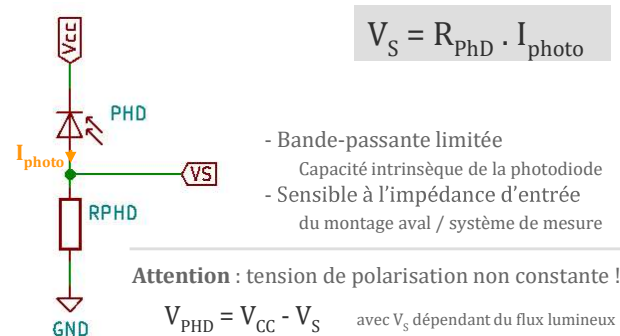 V_S = R_PhD . I_photo
Vcc
PHD
I_photo
VS
RPHD
GND
- Bande-passante limitée
Capacité intrinsèque de la photodiode
- Sensible à l'impédance d'entrée
du montage aval / système de mesure
Attention : tension de polarisation non constante !
V_PHD = V_CC - V_S avec V_S dépendant du flux lumineux